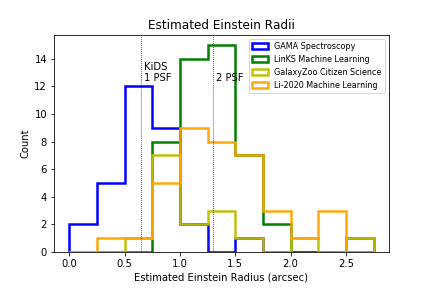 Estimated Einstein Radii
GAMA Spectroscopy
LinKS Machine Learning
GalaxyZoo Citizen Science
Li-2020 Machine Learning
KiDS
1 PSF
2 PSF
14
12
10
8
6
4
2
0
Count
0.0 0.5 1.0 1.5 2.0 2.5
Estimated Einstein Radius (arcsec)